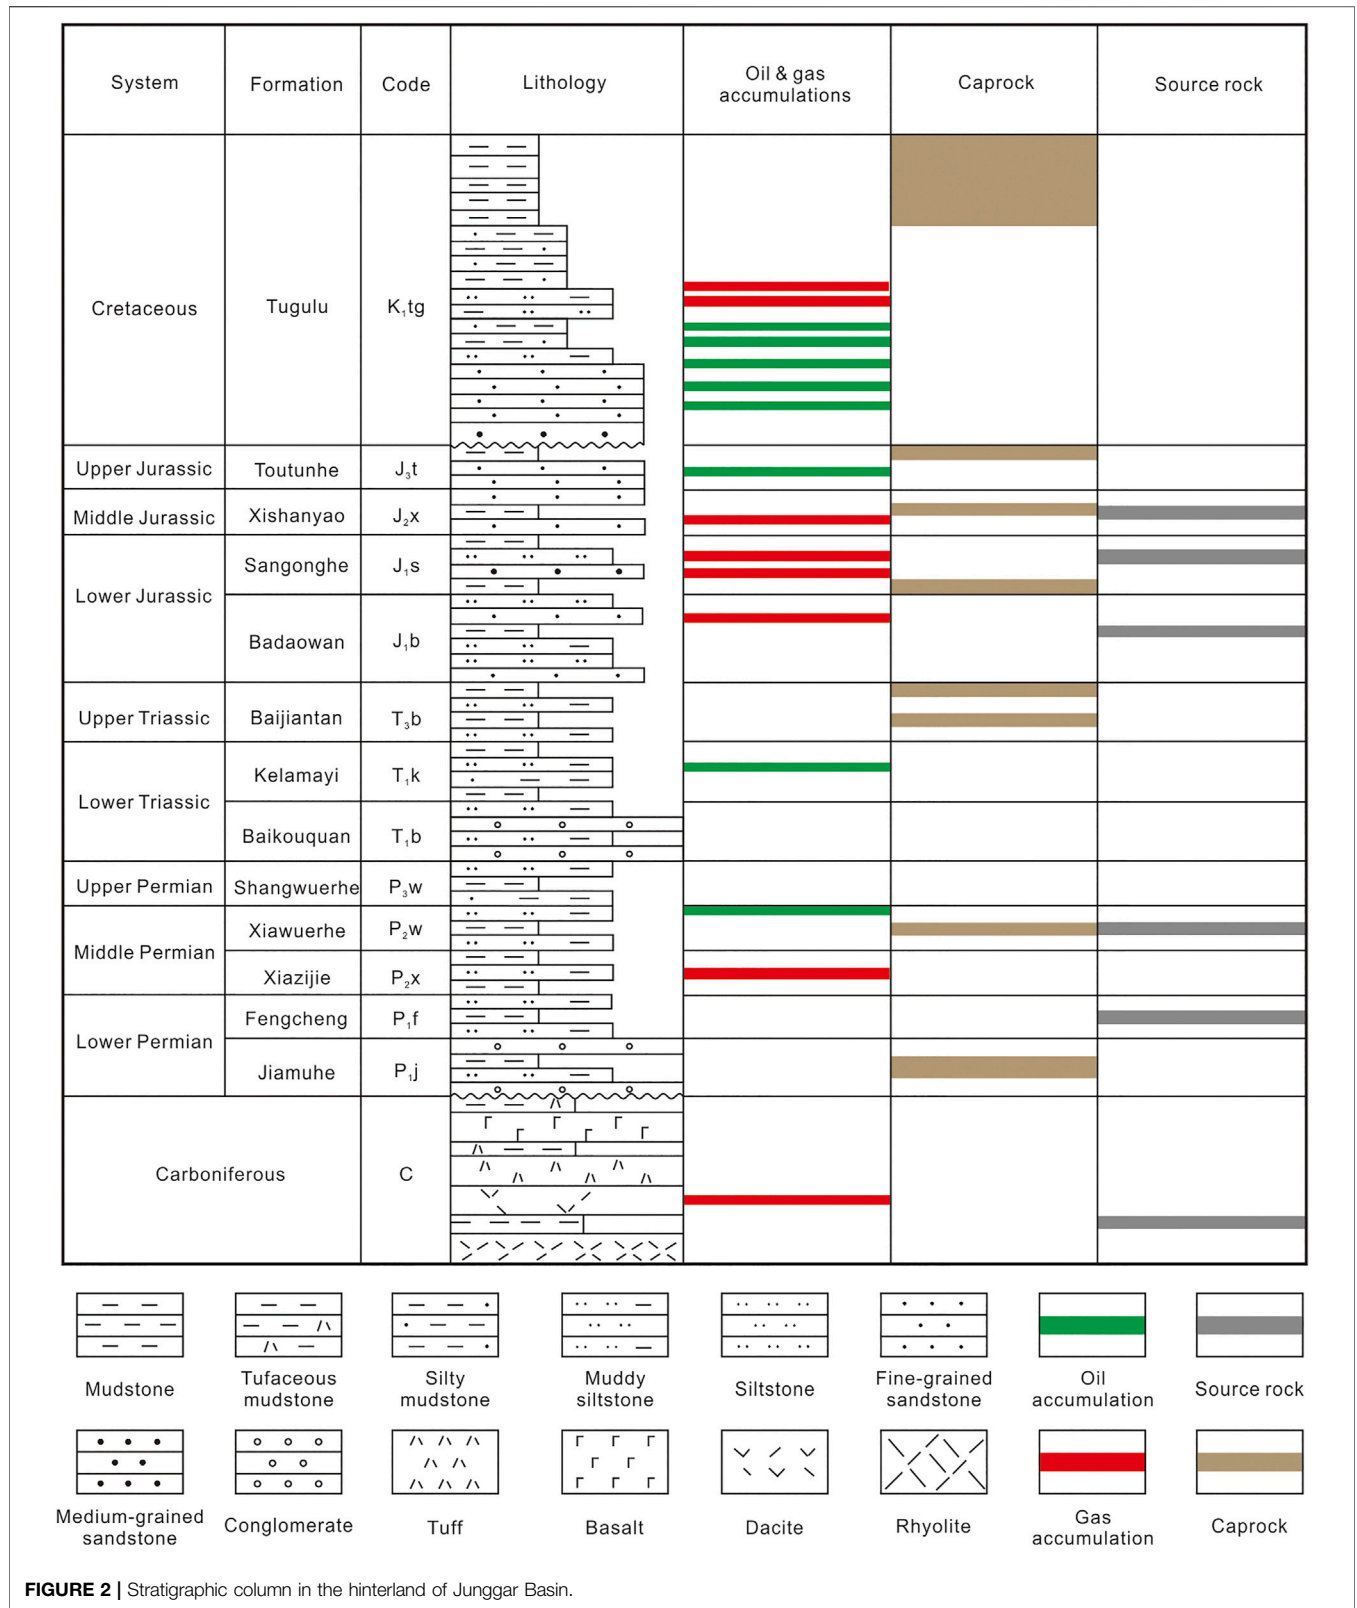 System
Formation
Code
Lithology
Oil & gas
accumulations
Caprock
Source rock
Cretaceous
Tugulu
K₁tg
Upper Jurassic
Toutunhe
J₃t
Middle Jurassic
Xishanyao
J₂x
Lower Jurassic
Sangonghe
J₁s
Badaowan
J₁b
Upper Triassic
Baijiantan
T₃b
Lower Triassic
Kelamayi
T₁k
Baikouquan
T₁b
Upper Permian
Shangwuerhe
P₃w
Middle Permian
Xiawuerhe
P₂w
Xiazijie
P₂x
Lower Permian
Fengcheng
P₁f
Jiamuhe
P₁j
Carboniferous
C
Mudstone
Tufaceous
mudstone
Silty
mudstone
Muddy
siltstone
Siltstone
Fine-grained
sandstone
Oil
accumulation
Source rock
Medium-grained
sandstone
Conglomerate
Tuff
Basalt
Dacite
Rhyolite
Gas
accumulation
Caprock
FIGURE 2 | Stratigraphic column in the hinterland of Junggar Basin.